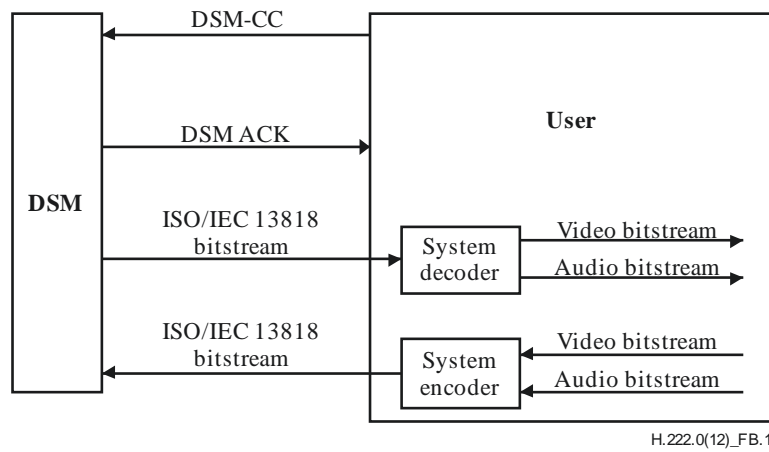 DSM-CC
User
DSM ACK
DSM
ISO/IEC 13818
bitstream
System
decoder
Video bitstream
Audio bitstream
ISO/IEC 13818
bitstream
System
encoder
Video bitstream
Audio bitstream
H.222.0(12)_FB.1